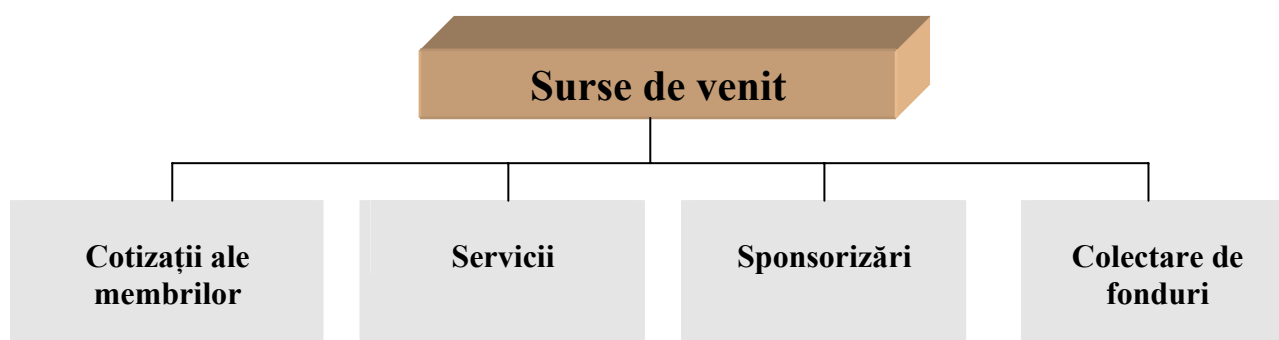 Surse de venit
Cotizații ale
membrilor
Servicii
Sponsorizări
Colectare de
fonduri